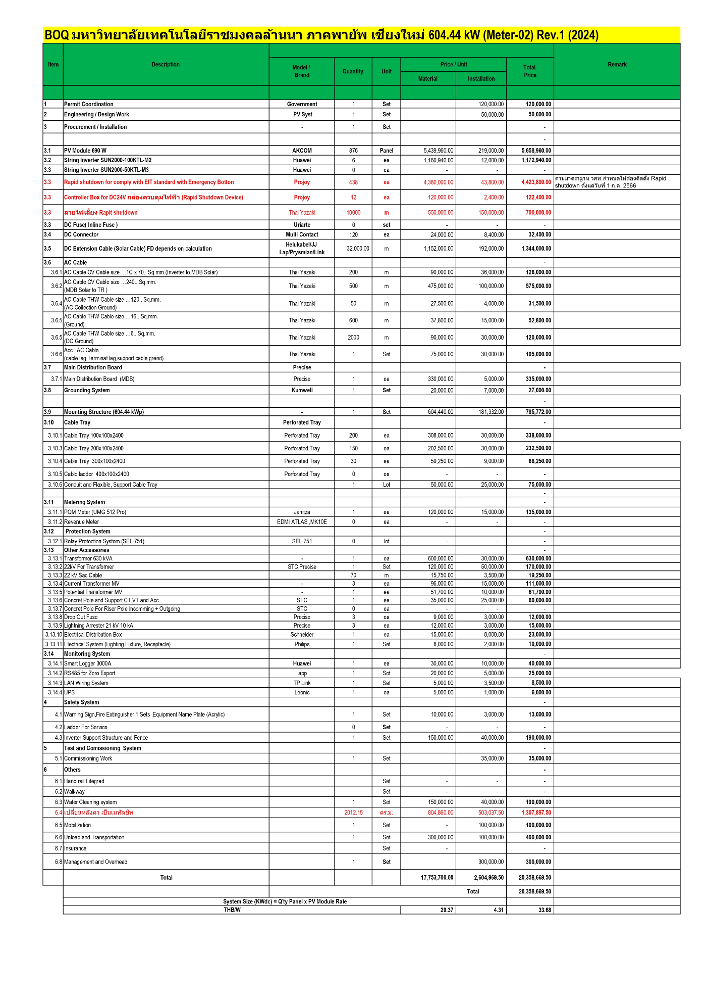 BOQ มหาวิทยาลัยเทคโนโลยีราชมงคลล้านนา ภาคพายัพ เชียงใหม่ 604.44 kW (Meter-02) Rev.1 (2024)
Item Description Model / Brand Quantity Unit Price / Unit Total Price Remark
Material Installation
1 Permit Coordination Government 1 Set 120,000.00 120,000.00
2 Engineering / Design Work PV Syst 1 Set 50,000.00 50,000.00
3 Procurement / Installation - 1 Set -
-
3.1 PV Module 690 W AKCOM 876 Panel 5,439,960.00 219,000.00 5,658,960.00
3.2 String Inverter SUN2000-100KTL-M2 Huawei 6 ea 1,160,940.00 12,000.00 1,172,940.00
3.3 String Inverter SUN2000-50KTL-M3 Huawei 0 ea - - -
3.3 Rapid shutdown for comply with EIT standard with Emergency Botton Projoy 438 ea 4,380,000.00 43,800.00 4,423,800.00 ตามมาตราฐาน วศท.กำหนดให้ต้องติดตั้ง Rapid
shutdown ตั้งแต่วันที่ 1 ก.ค. 2566
3.3 Controller Box for DC24V กล่องควบคุมไฟฟ้า (Rapid Shutdown Device) Projoy 12 ea 120,000.00 2,400.00 122,400.00
3.3 สายไฟเลี้ยง Rapit shutdown Thai Yazaki 10000 m 550,000.00 150,000.00 700,000.00
3.3 DC Fuse( Inline Fuse ) Uriarte 0 set - - -
3.4 DC Connector Multi Contact 120 ea 24,000.00 8,400.00 32,400.00
3.5 DC Extension Cable (Solar Cable) FD depends on calculation Helukabel/JJ Lap/Prysmian/Link 32,000.00 m 1,152,000.00 192,000.00 1,344,000.00
3.6 AC Cable -
3.6.1 AC Cable CV Cable size …1C x 70.. Sq.mm.(Inverter to MDB Solar) Thai Yazaki 200 m 90,000.00 36,000.00 126,000.00
3.6.2 AC Cable CV Cable size …240.. Sq.mm.
(MDB Solar to TR ) Thai Yazaki 500 m 475,000.00 100,000.00 575,000.00
3.6.4 AC Cable THW Cable size …120.. Sq.mm.
(AC Collection Ground) Thai Yazaki 50 m 27,500.00 4,000.00 31,500.00
3.6.5 AC Cable THW Cable size …16.. Sq.mm.
(Ground) Thai Yazaki 600 m 37,800.00 15,000.00 52,800.00
3.6.5 AC Cable THW Cable size …6.. Sq.mm.
(DC Ground) Thai Yazaki 2000 m 90,000.00 30,000.00 120,000.00
3.6.6 Acc . AC Cable
(cable lag,Terminat lag,support cable grend) Thai Yazaki 1 Set 75,000.00 30,000.00 105,000.00
3.7 Main Distribution Board Precise -
3.7.1 Main Distribution Board (MDB) Precise 1 ea 330,000.00 5,000.00 335,000.00
3.8 Grounding System Kumwell 1 Set 20,000.00 7,000.00 27,000.00
-
3.9 Mounting Structure (604.44 kWp) - 1 Set 604,440.00 181,332.00 785,772.00
3.10 Cable Tray Perforated Tray -
3.10.1 Cable Tray 100x100x2400 Perforated Tray 200 ea 308,000.00 30,000.00 338,000.00
3.10.3 Cable Tray 200x100x2400 Perforated Tray 150 ea 202,500.00 30,000.00 232,500.00
3.10.4 Cable Tray 300x100x2400 Perforated Tray 30 ea 59,250.00 9,000.00 68,250.00
3.10.5 Cable ladder 400x100x2400 Perforated Tray 0 ea - - -
3.10.6 Conduit and Flaxible, Support Cable Tray 1 Lot 50,000.00 25,000.00 75,000.00
-
3.11 Metering System -
3.11.1 PQM Meter (UMG 512 Pro) Janitza 1 ea 120,000.00 15,000.00 135,000.00
3.11.2 Revenue Meter EDMI ATLAS ,MK10E 0 ea - - -
3.12 Protection System -
3.12.1 Relay Protection System (SEL-751) SEL-751 0 lot - - -
3.13 Other Accessories -
3.13.1 Transformer 630 kVA - 1 ea 600,000.00 30,000.00 630,000.00
3.13.2 22kV For Transformer STC,Precise 1 Set 120,000.00 50,000.00 170,000.00
3.13.3 22 kV Sac Cable 70 m 15,750.00 3,500.00 19,250.00
3.13.4 Current Transformer MV - 3 ea 96,000.00 15,000.00 111,000.00
3.13.5 Potential Transformer MV - 1 ea 51,700.00 10,000.00 61,700.00
3.13.6 Concret Pole and Support CT,VT and Acc. STC 1 ea 35,000.00 25,000.00 60,000.00
3.13.7 Concret Pole For Riser Pole Incomming + Outgoing STC 0 ea - - -
3.13.8 Drop Out Fuse Precise 3 ea 9,000.00 3,000.00 12,000.00
3.13.9 Lightning Arrester 21 kV 10 kA Precise 3 ea 12,000.00 3,000.00 15,000.00
3.13.10 Electrical Distribution Box Schneider 1 ea 15,000.00 8,000.00 23,000.00
3.13.11 Electrical System (Lighting Fixture, Receptacle) Philips 1 Set 8,000.00 2,000.00 10,000.00
3.14 Monitoring System -
3.14.1 Smart Logger 3000A Huawei 1 ea 30,000.00 10,000.00 40,000.00
3.14.2 RS485 for Zero Export lapp 1 Set 20,000.00 5,000.00 25,000.00
3.14.3 LAN Wiring System TP Link 1 Set 5,000.00 3,500.00 8,500.00
3.14.4 UPS Leonic 1 ea 5,000.00 1,000.00 6,000.00
4 Safety System -
4.1 Warning Sign,Fire Extinguisher 1 Sets ,Equipment Name Plate (Acrylic) 1 Set 10,000.00 3,000.00 13,000.00
4.2 Ladder For Service 0 Set - - -
4.3 Inverter Support Structure and Fence 1 Set 150,000.00 40,000.00 190,000.00
5 Test and Comissioning System -
5.1 Commissioning Work 1 Set 35,000.00 35,000.00
6 Others -
6.1 Hand rail Lifegrad Set - - -
6.2 Walkway Set - - -
6.3 Water Cleaning system 1 Set 150,000.00 40,000.00 190,000.00
6.4 เปลี่ยนหลังคา เป็นเมทัลชิท 2012.15 ตร.ม. 804,860.00 503,037.50 1,307,897.50
6.5 Mobilization 1 Set - 100,000.00 100,000.00
6.6 Unload and Transportation 1 Set 300,000.00 100,000.00 400,000.00
6.7 Insurance Set - -
6.8 Management and Overhead 1 Set 300,000.00 300,000.00
Total 17,753,700.00 2,604,969.50 20,358,669.50
Total 20,358,669.50
System Size (KWdc) = Q'ty Panel x PV Module Rate
THB/W 29.37 4.31 33.68